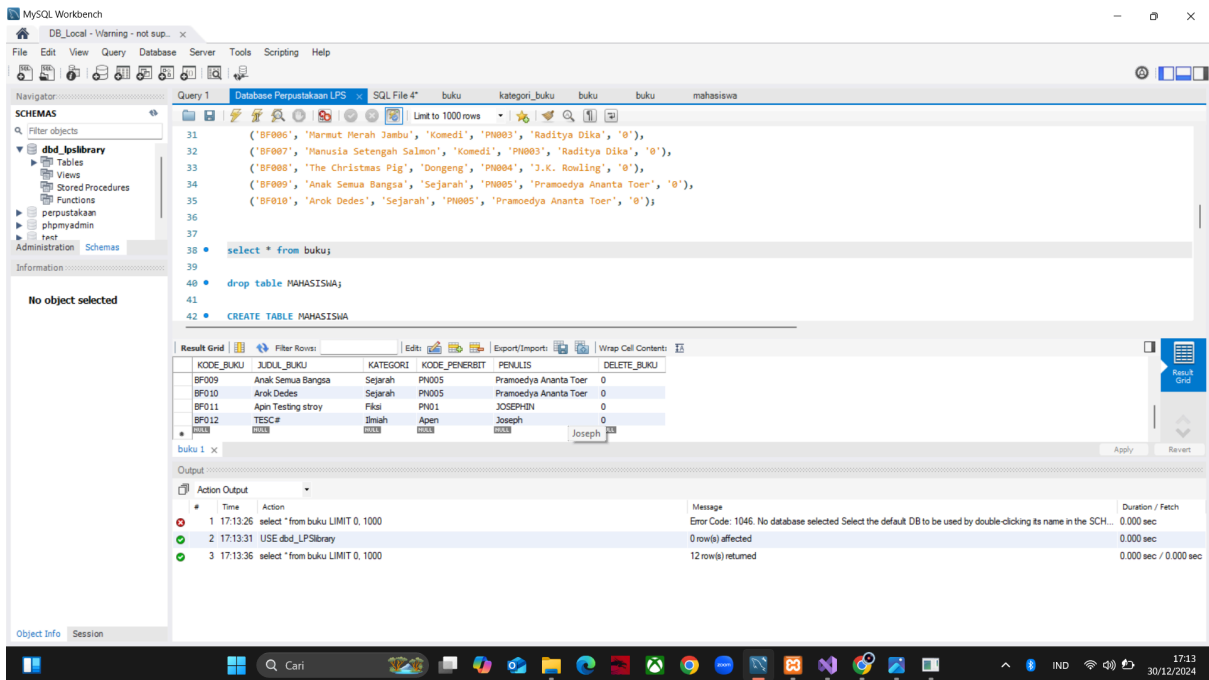 MySQL Workbench
DB_Local - Warning - not sup..
File Edit View Query Database Server Tools Scripting Help
Navigator
SCHEMAS
Filter objects
dbd_lpslibrary
Tables
Views
Stored Procedures
Functions
perpustakaan
phpmyadmin
test
Administration Schemas
Information
No object selected
Object Info Session
Query 1 Database Perpustakaan LPS SQL File 4* buku kategori_buku buku buku mahasiswa
Limit to 1000 rows
31 ('BF006', 'Marmut Merah Jambu', 'Komedi', 'PN003', 'Raditya Dika', '0'),
32 ('BF007', 'Manusia Setengah Salmon', 'Komedi', 'PN003', 'Raditya Dika', '0'),
33 ('BF008', 'The Christmas Pig', 'Dongeng', 'PN004', 'J.K. Rowling', '0'),
34 ('BF009', 'Anak Semua Bangsa', 'Sejarah', 'PN005', 'Pramoedya Ananta Toer', '0'),
35 ('BF010', 'Arok Dedes', 'Sejarah', 'PN005', 'Pramoedya Ananta Toer', '0');
36
37
38 select * from buku;
39
40 drop table MAHASISWA;
41
42 CREATE TABLE MAHASISWA
Result Grid Filter Rows: Edit: Export/Import: Wrap Cell Content:
KODE_BUKU JUDUL_BUKU KATEGORI KODE_PENERBIT PENULIS DELETE_BUKU
BF009 Anak Semua Bangsa Sejarah PN005 Pramoedya Ananta Toer 0
BF010 Arok Dedes Sejarah PN005 Pramoedya Ananta Toer 0
BF011 Apin Testing stroy Fiksi PN01 JOSEPHIN 0
BF012 TESC# Ilmiah Apen Joseph 0
NULL NULL NULL NULL NULL
Joseph
Result Grid
buku 1
Apply Revert
Output
Action Output
# Time Action Message Duration / Fetch
1 17:13:26 select * from buku LIMIT 0, 1000 Error Code: 1046. No database selected Select the default DB to be used by double-clicking its name in the SCH... 0.000 sec
2 17:13:31 USE dbd_LPSlibrary 0 row(s) affected 0.000 sec
3 17:13:36 select * from buku LIMIT 0, 1000 12 row(s) returned 0.000 sec / 0.000 sec
Cari
zoom
IND
17:13
30/12/2024